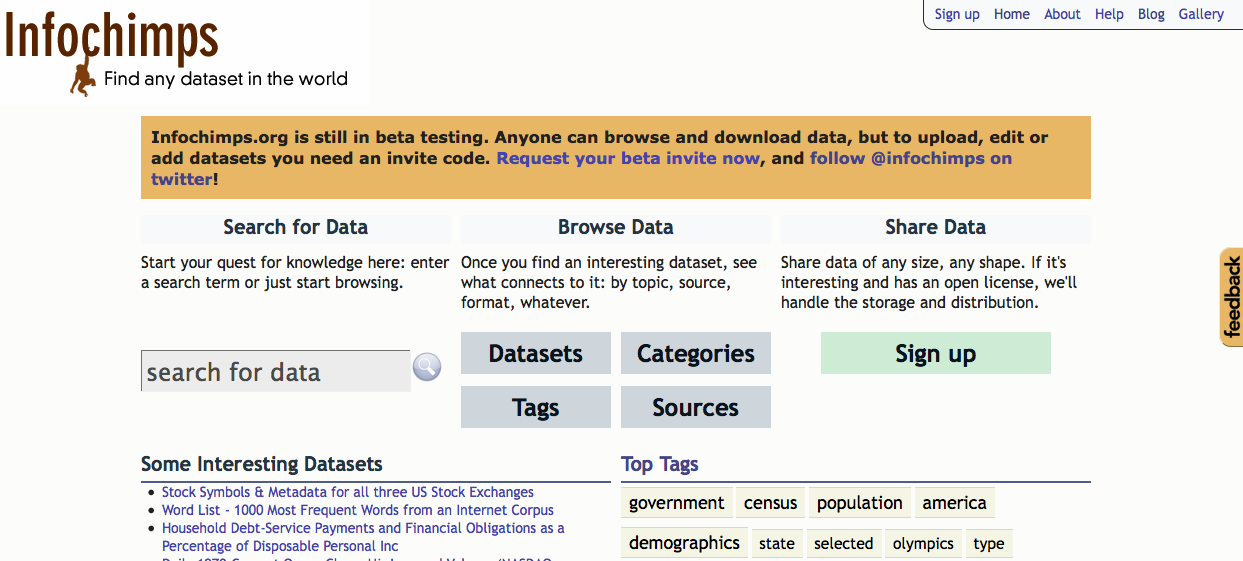 Infochimps
Find any dataset in the world
Sign up Home About Help Blog Gallery
Infochimps.org is still in beta testing. Anyone can browse and download data, but to upload, edit or
add datasets you need an invite code. Request your beta invite now, and follow @infochimps on
twitter!
Search for Data
Start your quest for knowledge here: enter
a search term or just start browsing.
search for data
Browse Data
Once you find an interesting dataset, see
what connects to it: by topic, source,
format, whatever.
Datasets Categories
Tags Sources
Share Data
Share data of any size, any shape. If it's
interesting and has an open license, we'll
handle the storage and distribution.
Sign up
feedback
Some Interesting Datasets
Stock Symbols & Metadata for all three US Stock Exchanges
Word List - 1000 Most Frequent Words from an Internet Corpus
Household Debt-Service Payments and Financial Obligations as a
Percentage of Disposable Personal Inc
Top Tags
government census population america
demographics state selected olympics type